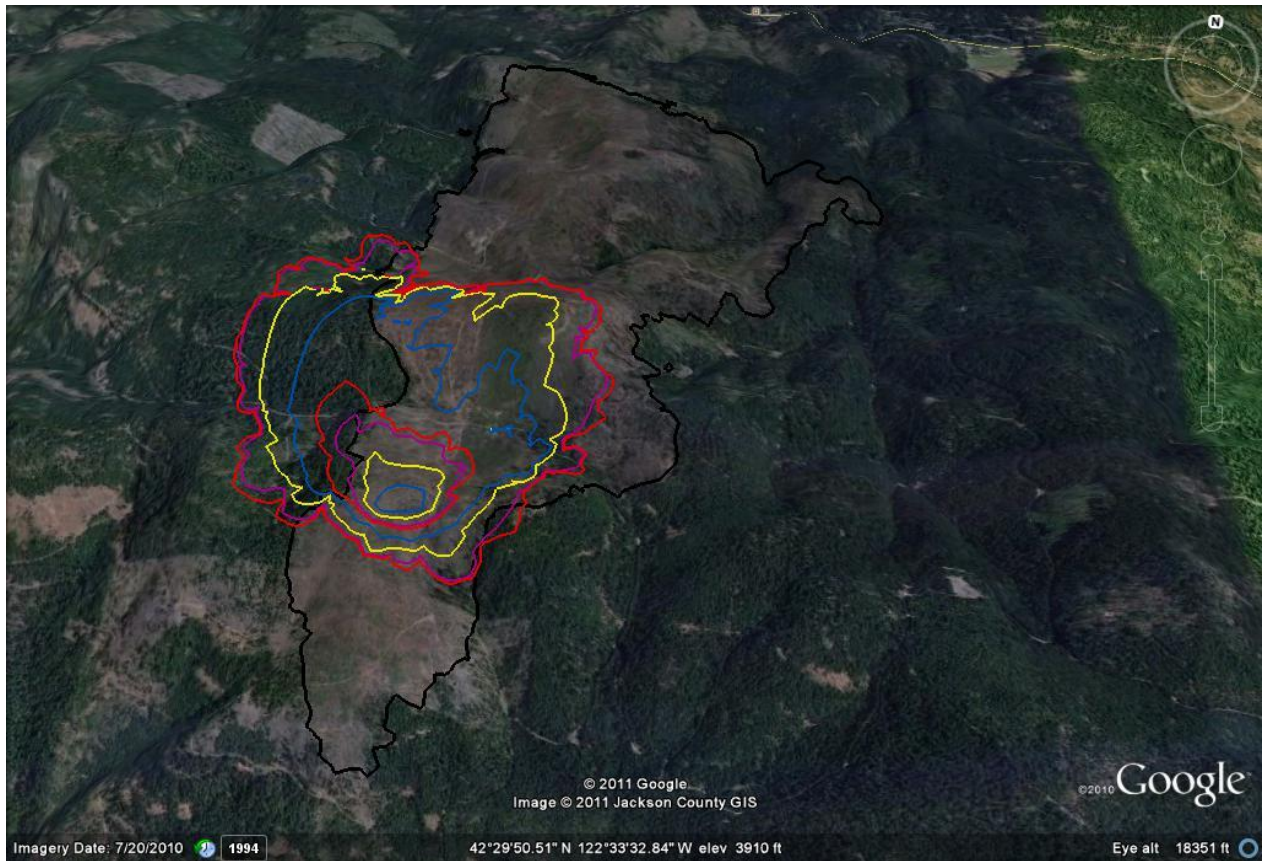 N
© 2011 Google
Image © 2011 Jackson County GIS
©2010 Google
Imagery Date: 7/20/2010 1994 42°29'50.51" N 122°33'32.84" W elev 3910 ft Eye alt 18351 ft